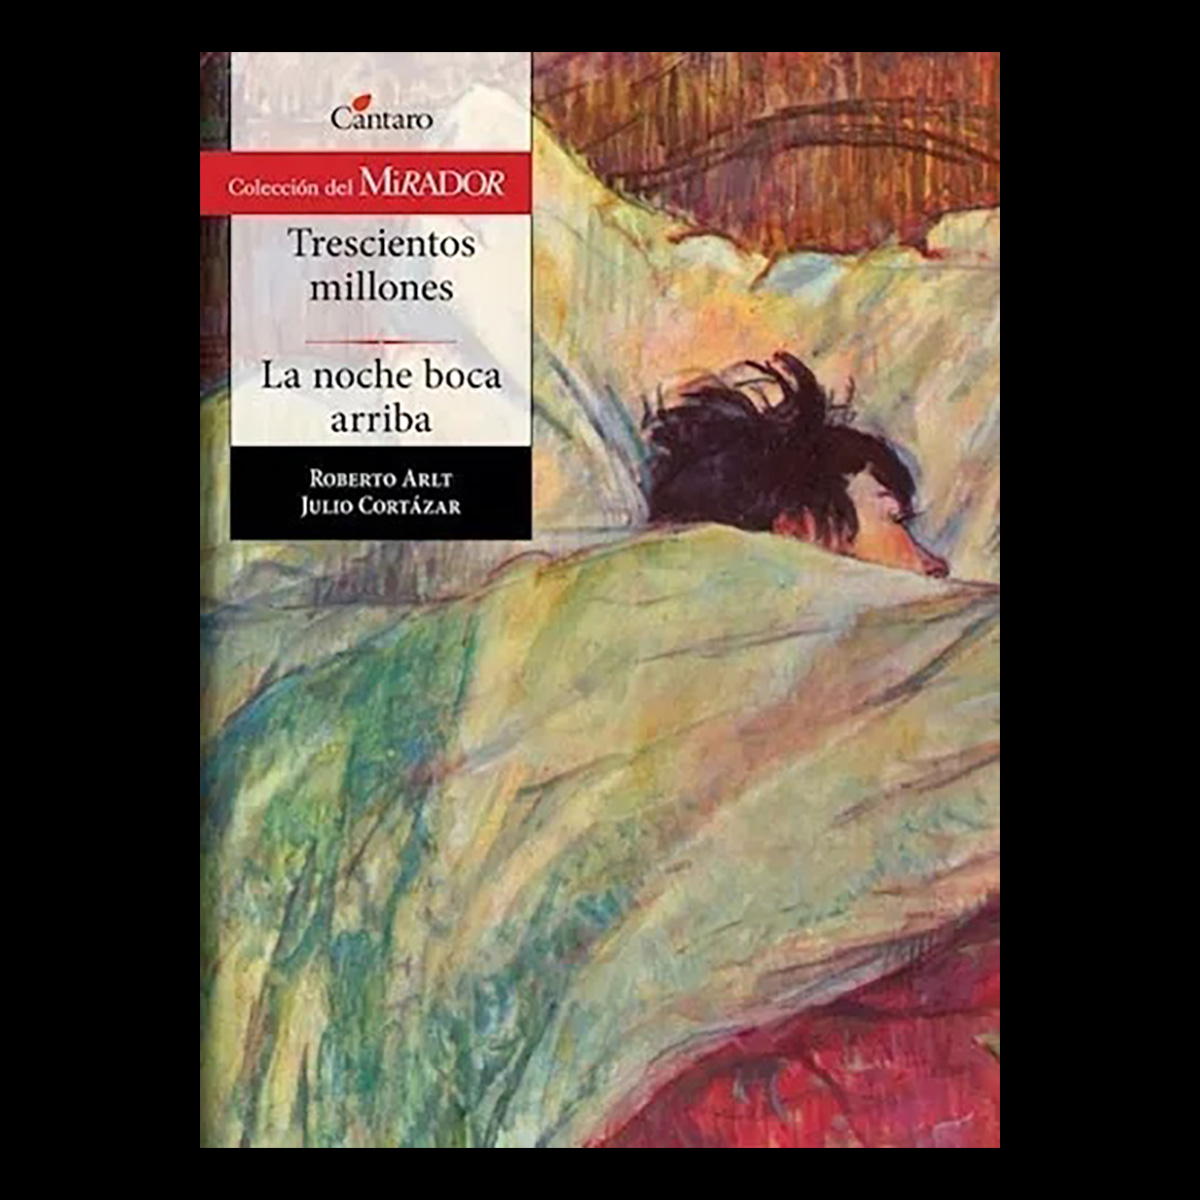 Cántaro
Colección del MiRADOR
Trescientos
millones
La noche boca
arriba
ROBERTO ARLT
JULIO CORTÁZAR